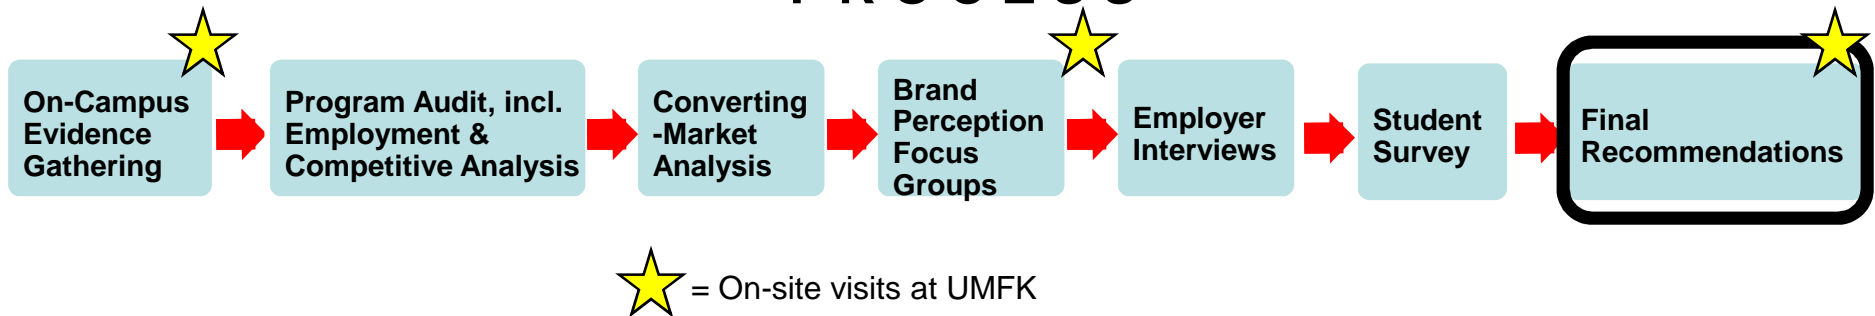 PROCESS
On-Campus
Evidence
Gathering
Program Audit, incl.
Employment &
Competitive Analysis
Converting
-Market
Analysis
Brand
Perception
Focus
Groups
Employer
Interviews
Student
Survey
Final
Recommendations
= On-site visits at UMFK